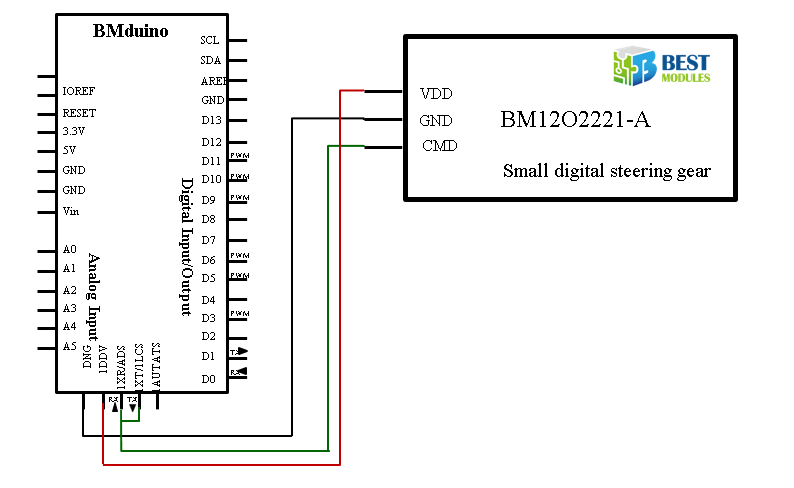 BMduino
SCL
SDA
AREF
GND
D13
D12
D11
PWM
D10
PWM
D9
PWM
D8
D7
D6
PWM
D5
PWM
D4
D3
PWM
D2
D1
TX
D0
RX
IOREF
RESET
3.3V
5V
GND
GND
Vin
A0
A1
A2
A3
A4
A5
Analog Input
Digital Input/Output
DNG
1DDV
1XR/ADS
1XT/1LCS
1AUTATS
RX
TX
BEST
MODULES
VDD
GND
CMD
BM12O2221-A
Small digital steering gear